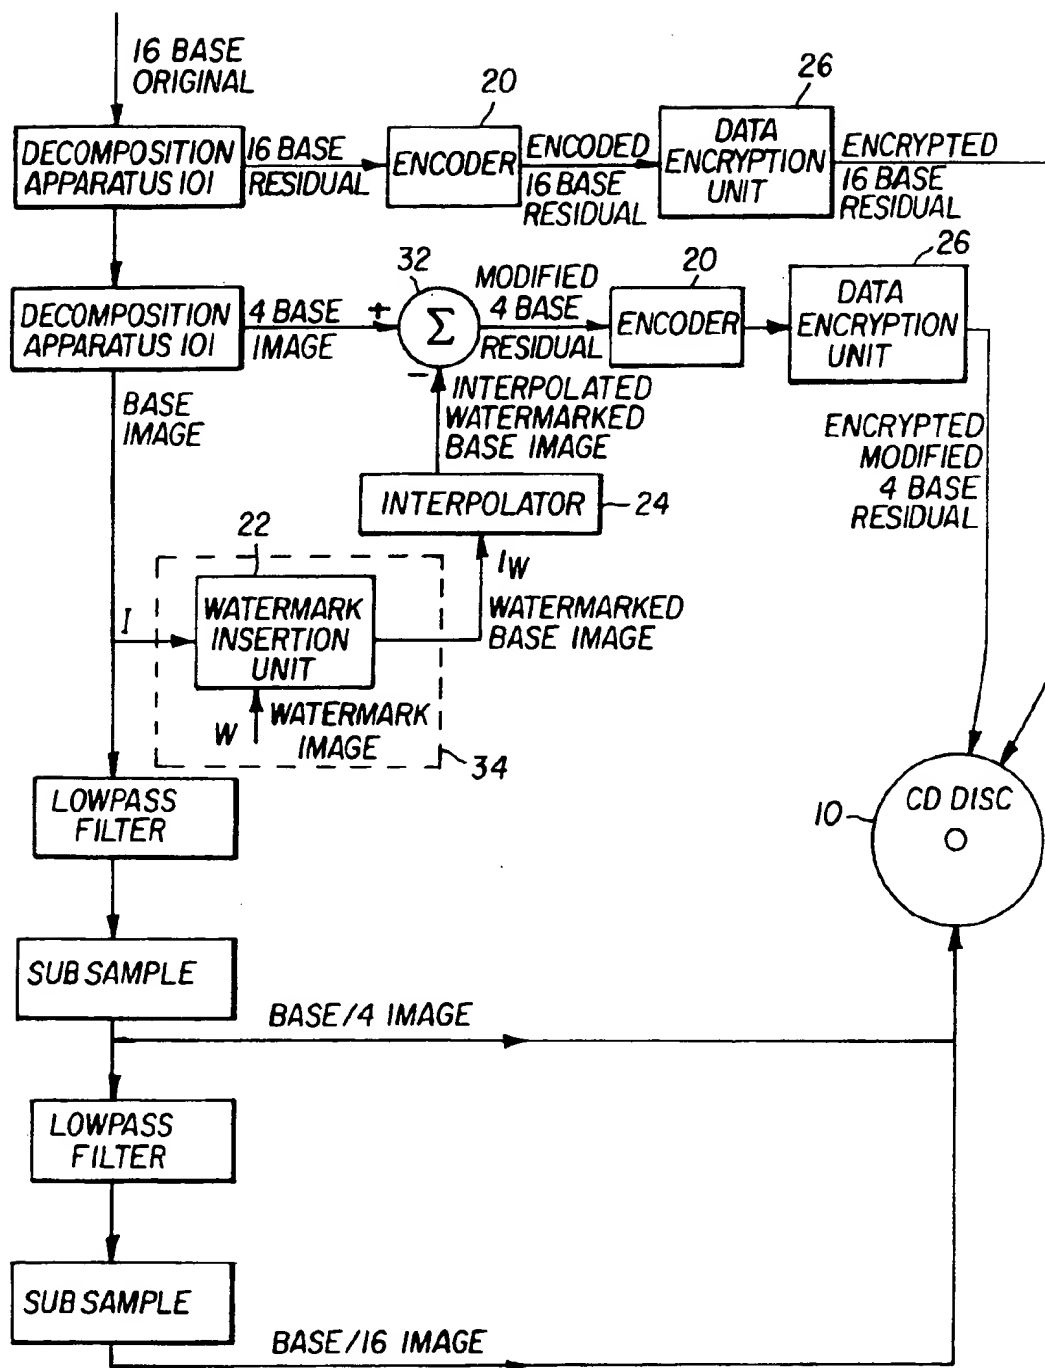 16 BASE
ORIGINAL
DECOMPOSITION
APPARATUS 101
16 BASE
RESIDUAL
20
ENCODER
ENCODED
16 BASE
RESIDUAL
26
DATA
ENCRYPTION
UNIT
ENCRYPTED
16 BASE
RESIDUAL
DECOMPOSITION
APPARATUS 101
4 BASE
IMAGE
32
+
Σ
−
MODIFIED
4 BASE
RESIDUAL
20
ENCODER
26
DATA
ENCRYPTION
UNIT
BASE
IMAGE
INTERPOLATED
WATERMARKED
BASE IMAGE
ENCRYPTED
MODIFIED
4 BASE
RESIDUAL
INTERPOLATOR
24
22
IW
I
WATERMARK
INSERTION
UNIT
WATERMARKED
BASE IMAGE
W
WATERMARK
IMAGE
34
LOWPASS
FILTER
10
CD DISC
SUB SAMPLE
BASE/4 IMAGE
LOWPASS
FILTER
SUB SAMPLE
BASE/16 IMAGE